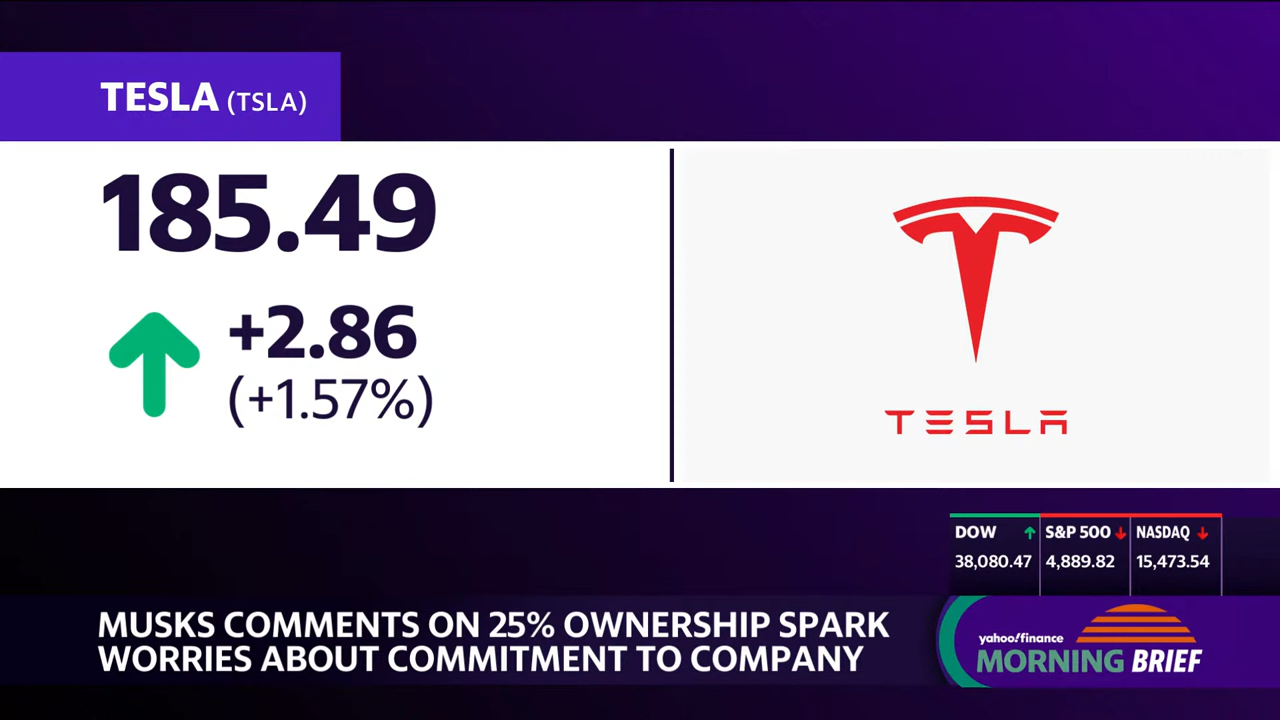 TESLA (TSLA)
185.49
+2.86
(+1.57%)
TESLA
DOW
38,080.47
S&P 500
4,889.82
NASDAQ
15,473.54
MUSKS COMMENTS ON 25% OWNERSHIP SPARK
WORRIES ABOUT COMMITMENT TO COMPANY
yahoo!finance
MORNING BRIEF